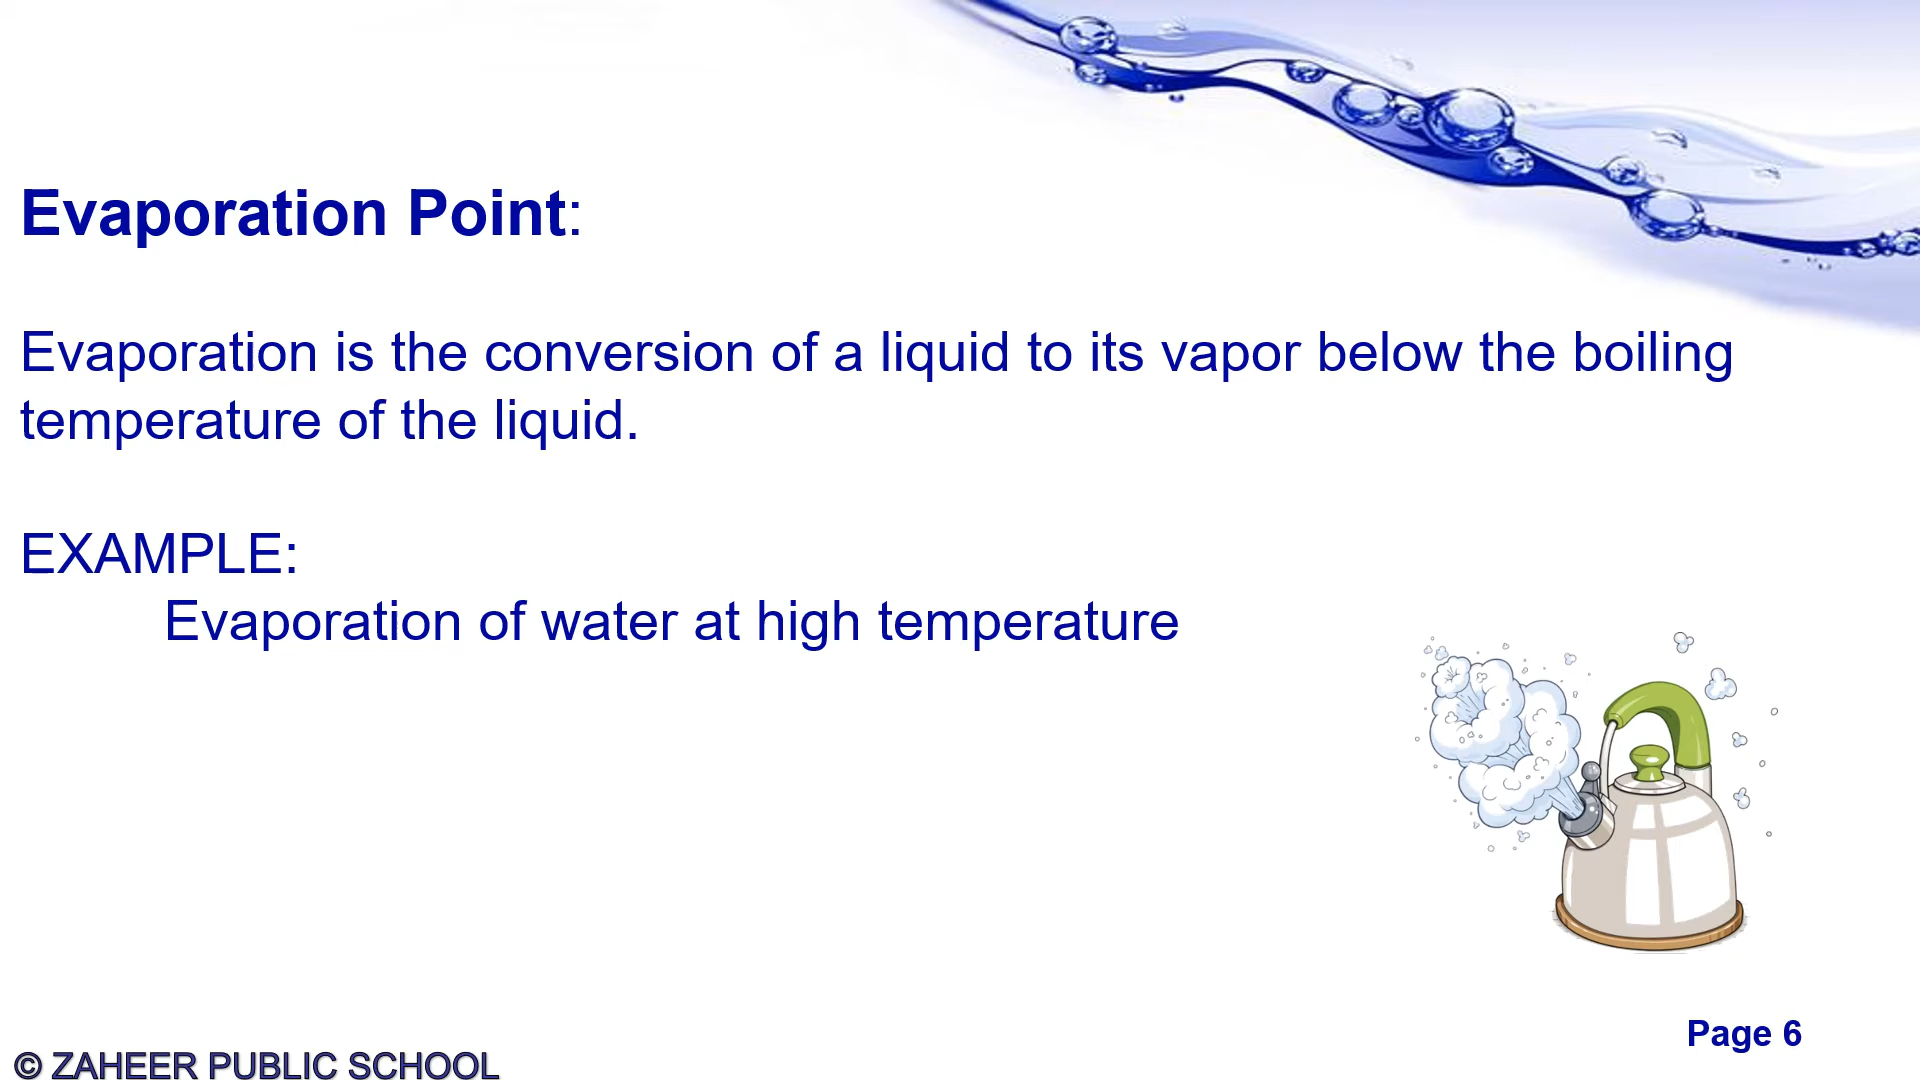 Evaporation Point:
Evaporation is the conversion of a liquid to its vapor below the boiling
temperature of the liquid.
EXAMPLE:
Evaporation of water at high temperature
Page 6
© ZAHEER PUBLIC SCHOOL